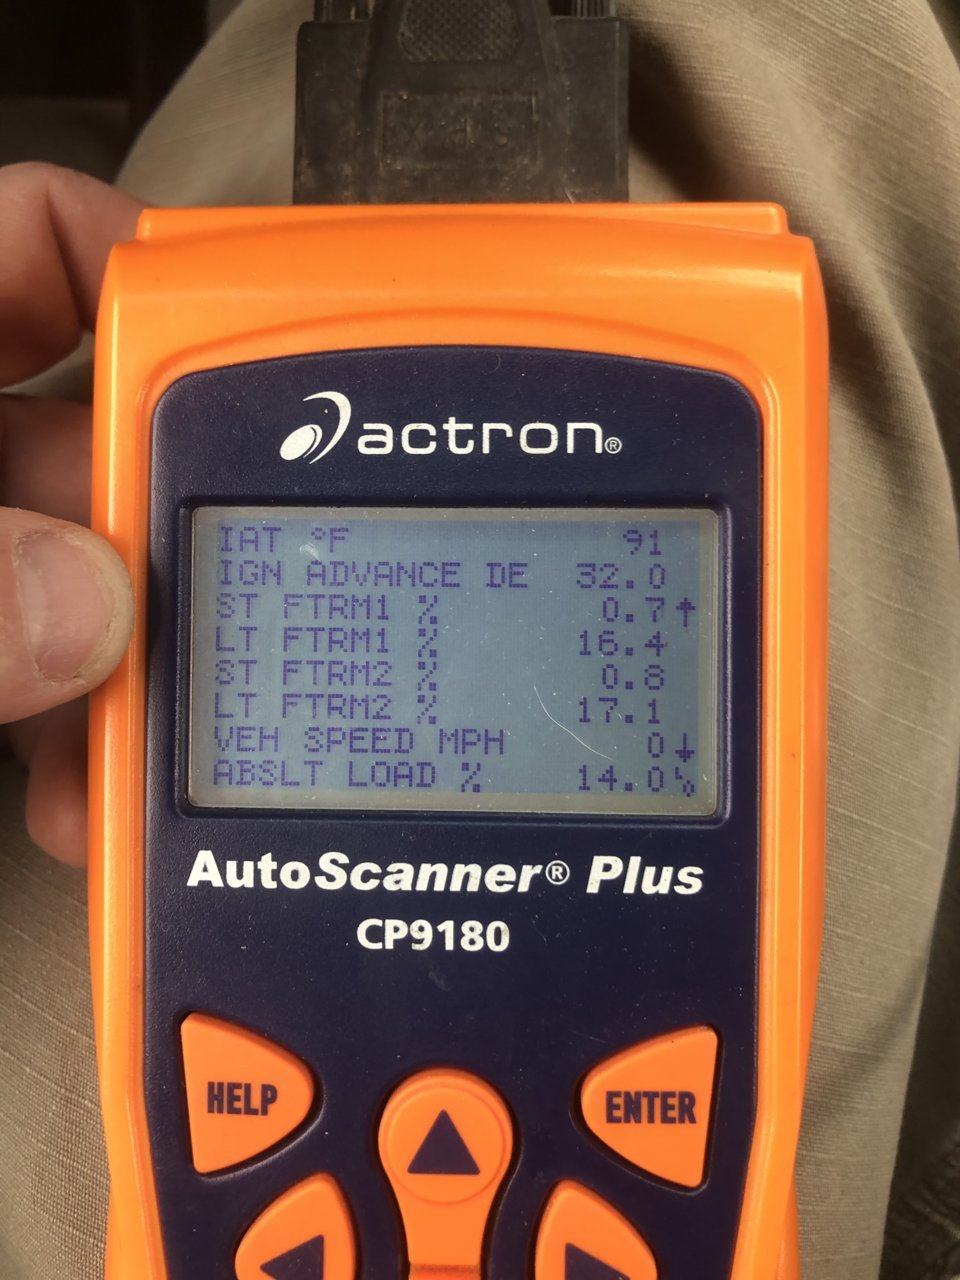 SPX
actron®
IAT °F 91
IGN ADVANCE DE 32.0
ST FTRM1 % 0.7↑
LT FTRM1 % 16.4
ST FTRM2 % 0.8
LT FTRM2 % 17.1
VEH SPEED MPH 0↓
ABSLT LOAD % 14.0%
AutoScanner® Plus
CP9180
HELP
ENTER